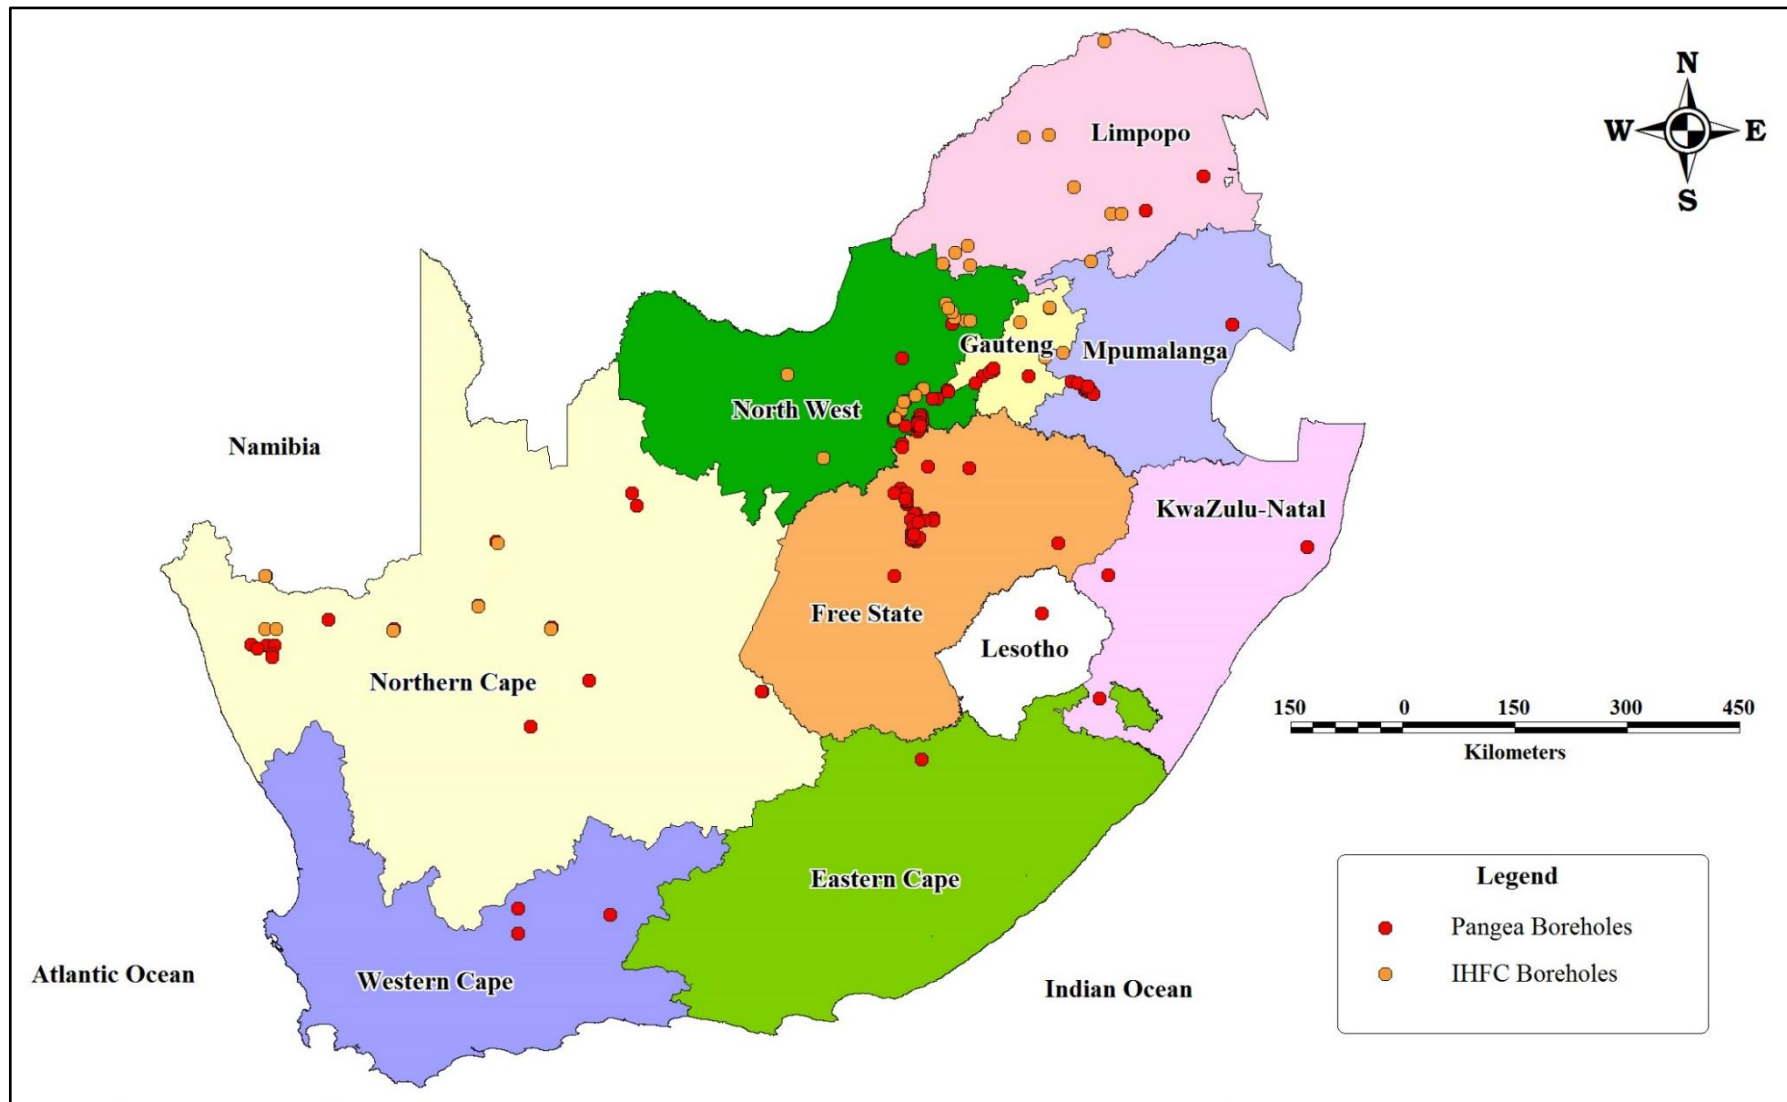 N
W
E
S
Limpopo
Gauteng
Mpumalanga
North West
Namibia
KwaZulu-Natal
Free State
Lesotho
Northern Cape
150 0 150 300 450
Kilometers
Eastern Cape
Western Cape
Atlantic Ocean
Indian Ocean
Legend
Pangea Boreholes
IHFC Boreholes